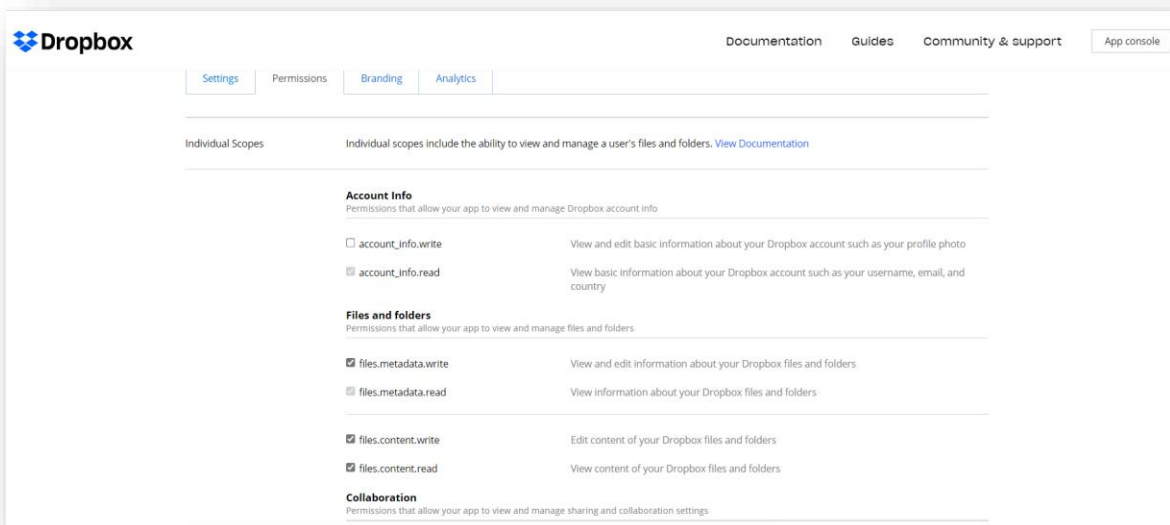 Dropbox
Documentation Guides Community & support App console
Settings Permissions Branding Analytics
Individual Scopes Individual scopes include the ability to view and manage a user's files and folders. View Documentation
Account Info
Permissions that allow your app to view and manage Dropbox account info
account_info.write View and edit basic information about your Dropbox account such as your profile photo
account_info.read View basic information about your Dropbox account such as your username, email, and
country
Files and folders
Permissions that allow your app to view and manage files and folders
files.metadata.write View and edit information about your Dropbox files and folders
files.metadata.read View information about your Dropbox files and folders
files.content.write Edit content of your Dropbox files and folders
files.content.read View content of your Dropbox files and folders
Collaboration
Permissions that allow your app to view and manage sharing and collaboration settings